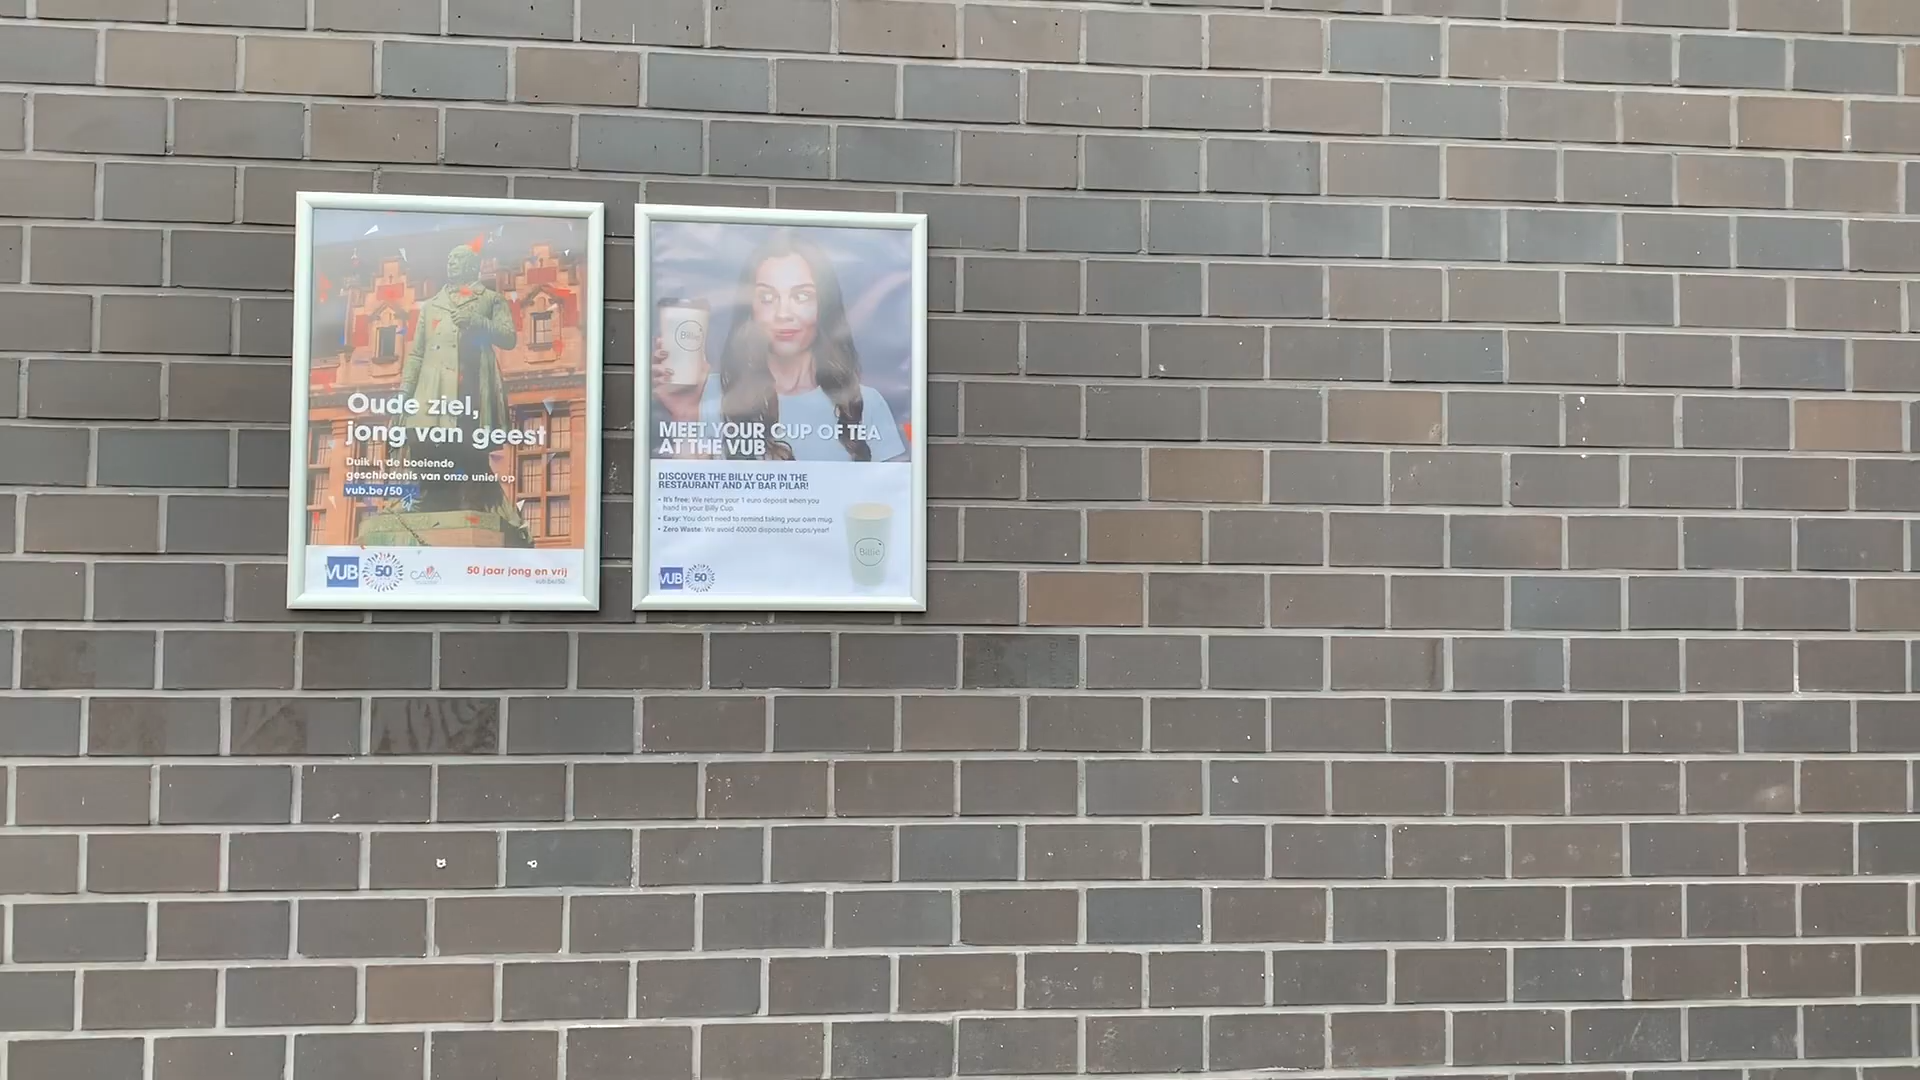 Oude ziel,
jong van geest
Duik in de boeiende
geschiedenis van onze unief op
vub.be/50
VUB
50
CAVA
50 jaar jong en vrij
vub.be/50
Billie
MEET YOUR CUP OF TEA
AT THE VUB
DISCOVER THE BILLY CUP IN THE
RESTAURANT AND AT BAR PILAR!
• It's free: We return your 1 euro deposit when you
hand in your Billy Cup.
• Easy: You don't need to remind taking your own mug.
• Zero Waste: We avoid 40000 disposable cups/year!
Billie
VUB
50